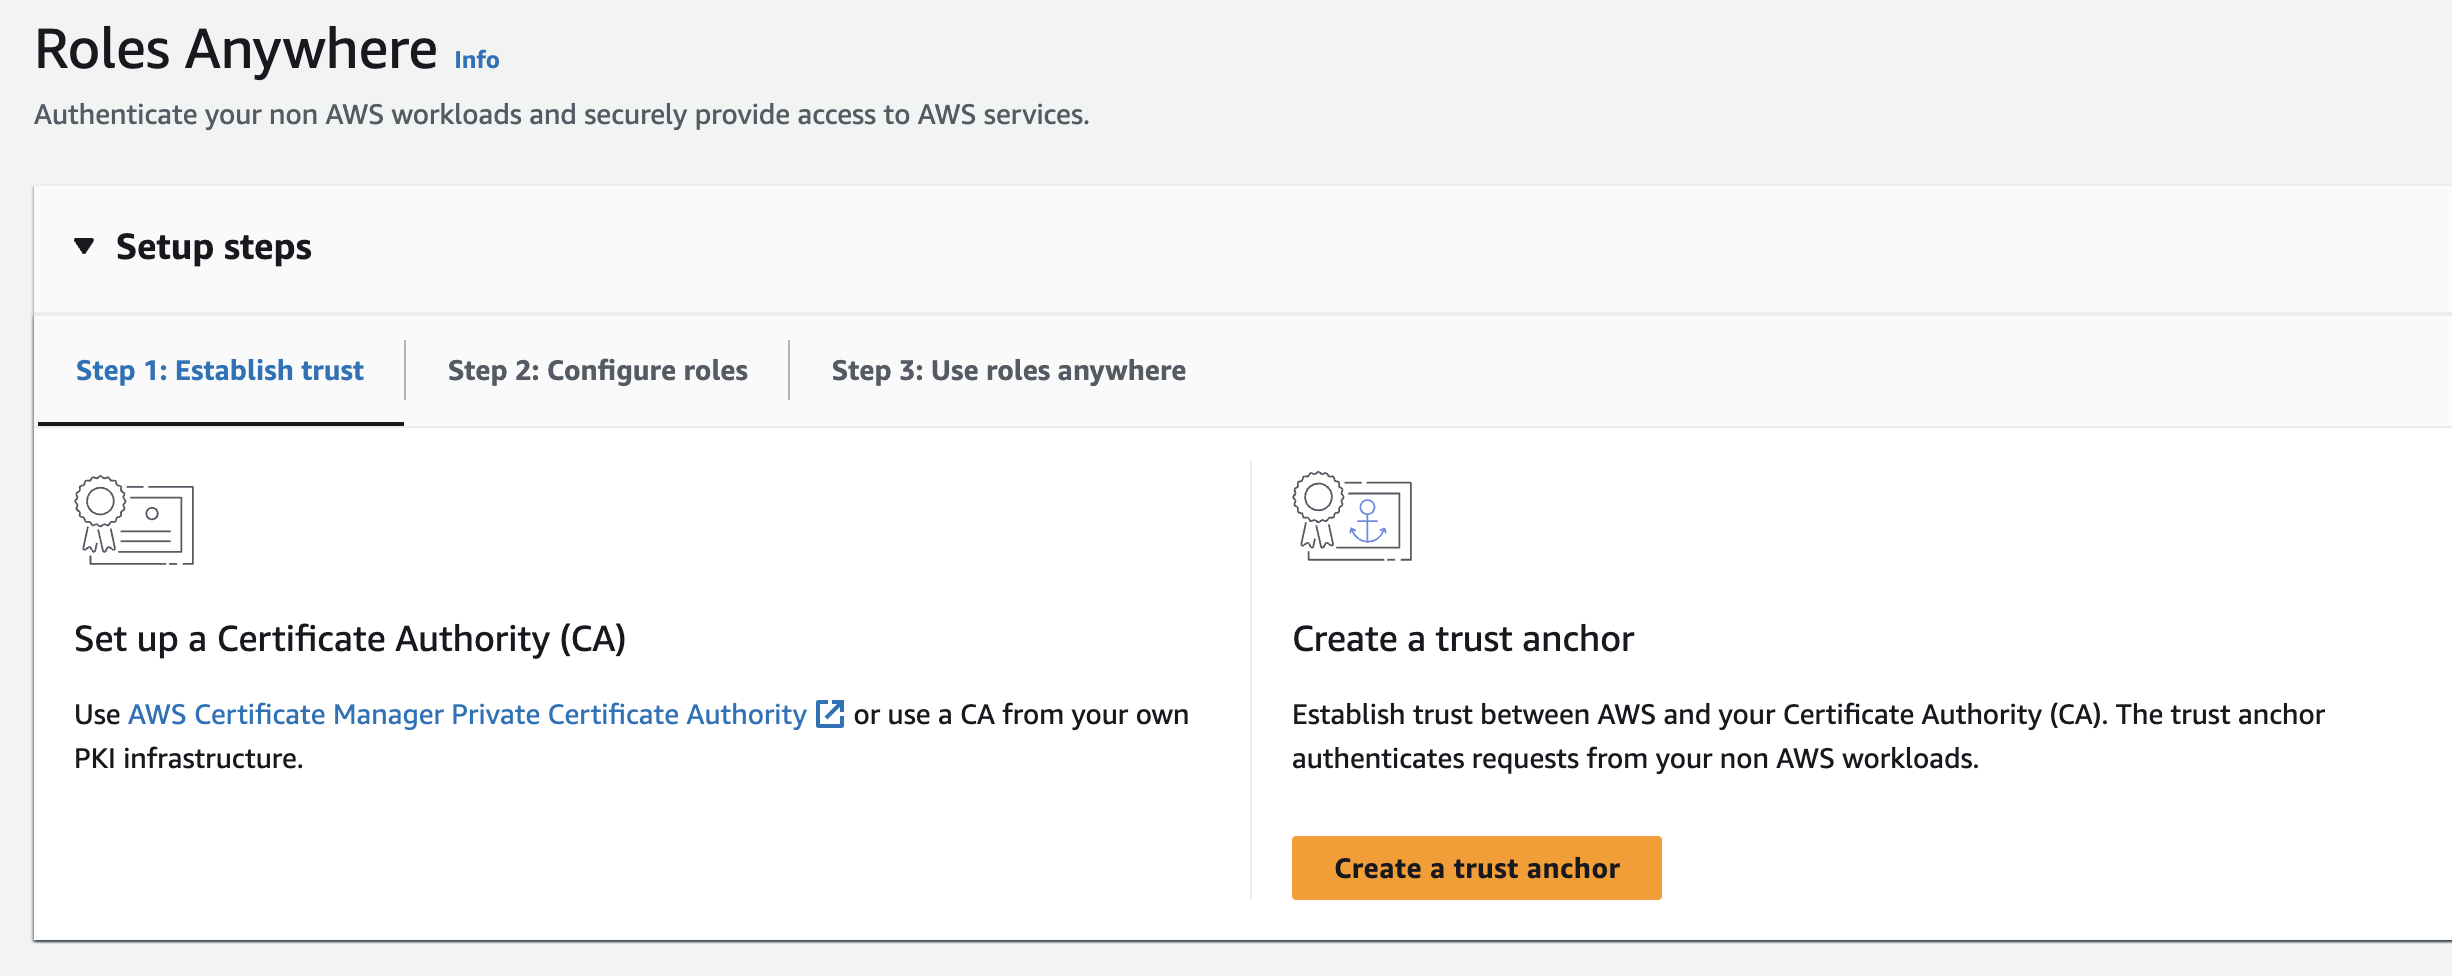 Roles Anywhere Info
Authenticate your non AWS workloads and securely provide access to AWS services.
Setup steps
Step 1: Establish trust
Step 2: Configure roles
Step 3: Use roles anywhere
Set up a Certificate Authority (CA)
Use AWS Certificate Manager Private Certificate Authority or use a CA from your own
PKI infrastructure.
Create a trust anchor
Establish trust between AWS and your Certificate Authority (CA). The trust anchor
authenticates requests from your non AWS workloads.
Create a trust anchor